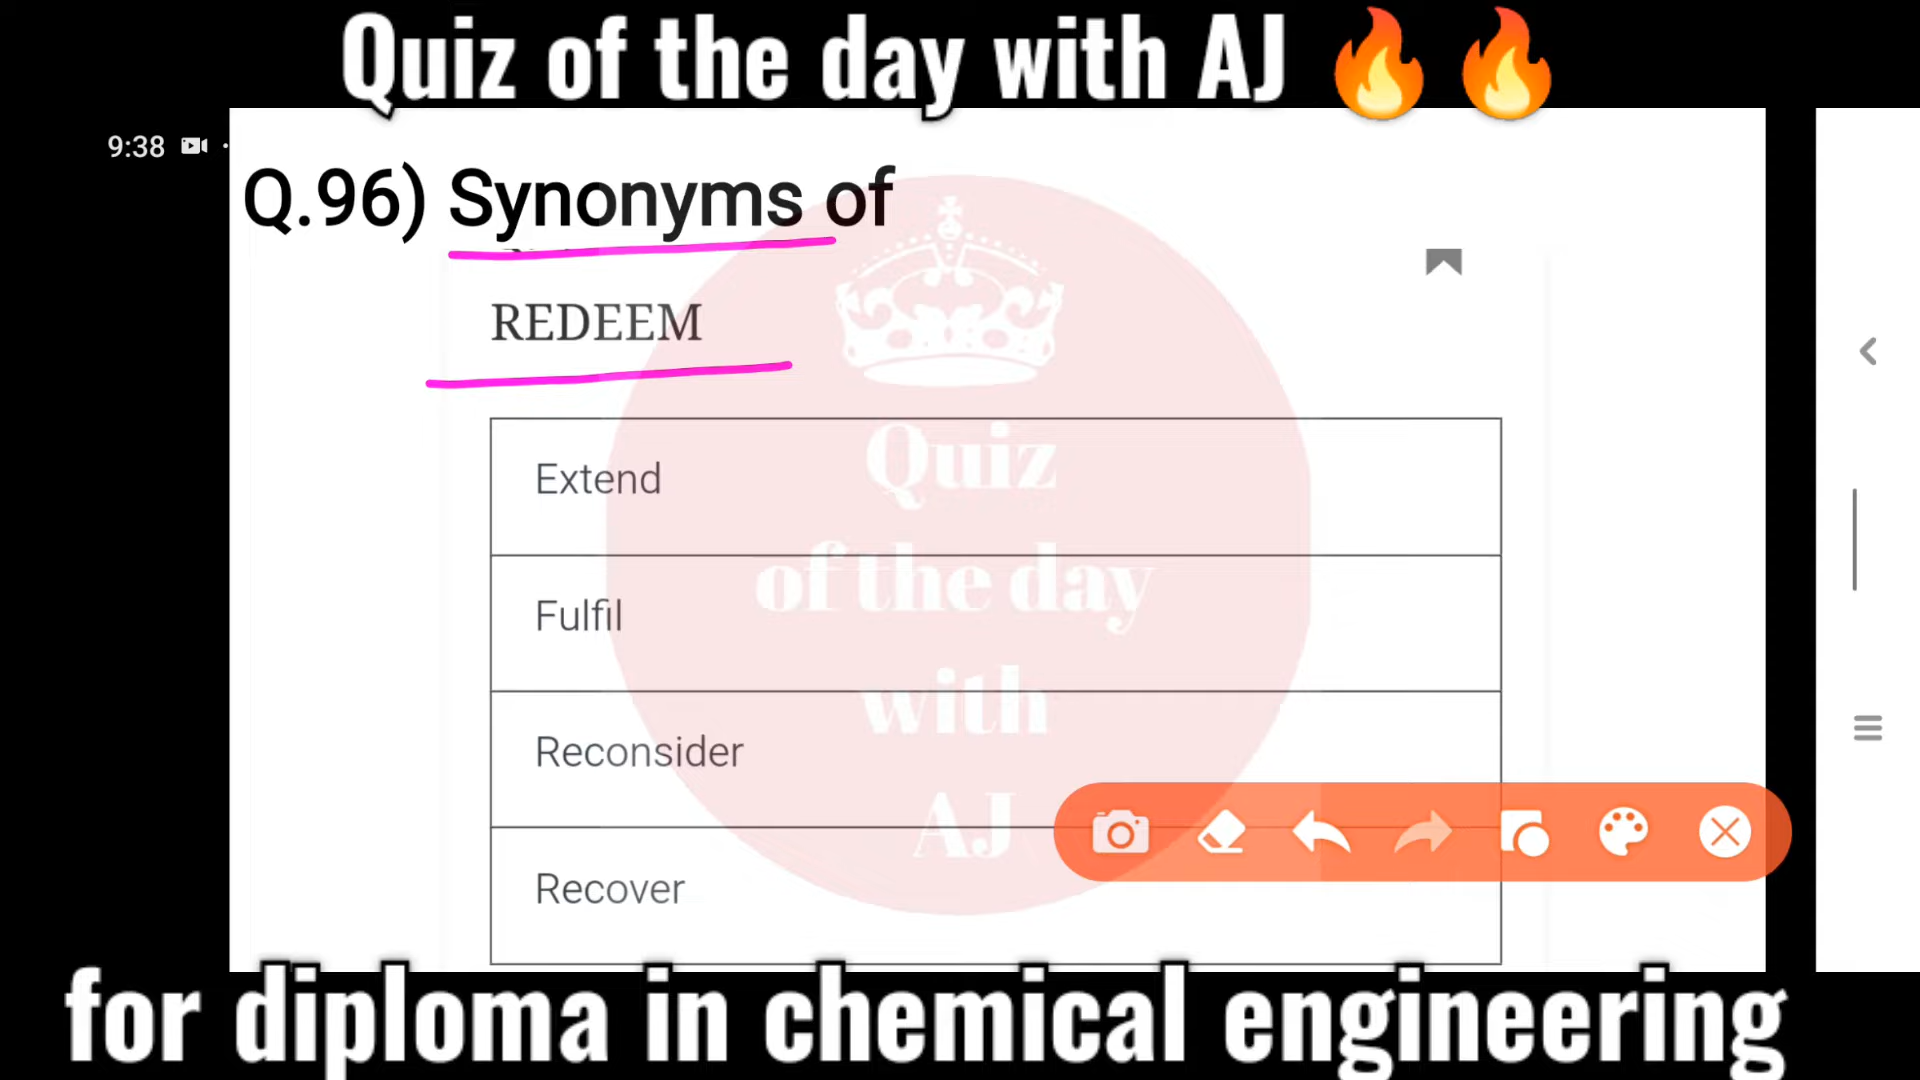 Quiz of the day with AJ 🔥🔥
9:38
Q.96) Synonyms of
REDEEM
Extend
Fulfil
Reconsider
Recover
Quiz
of the day
with
AJ
for diploma in chemical engineering